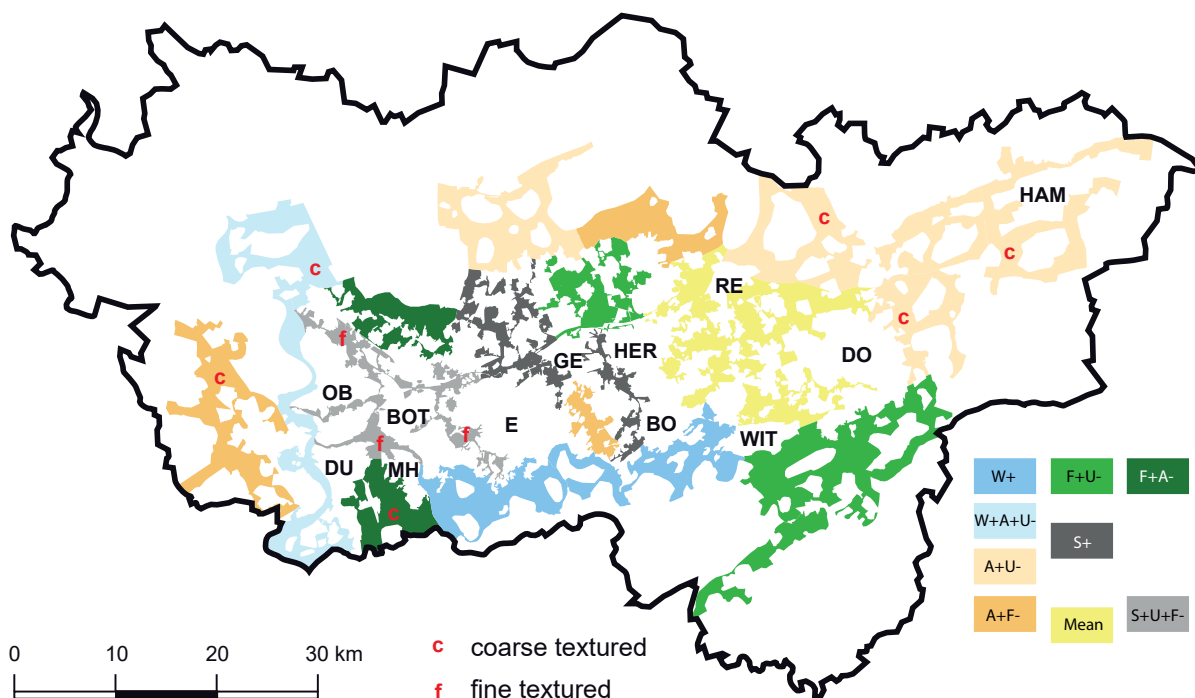 HAM
c
c
c
RE
c
f
GE
HER
DO
c
c
OB
BOT
E
BO
f
f
WIT
DU
MH
c
W+
F+U-
F+A-
W+A+U-
S+
A+U-
A+F-
Mean
S+U+F-
0 10 20 30 km
c coarse textured
f fine textured